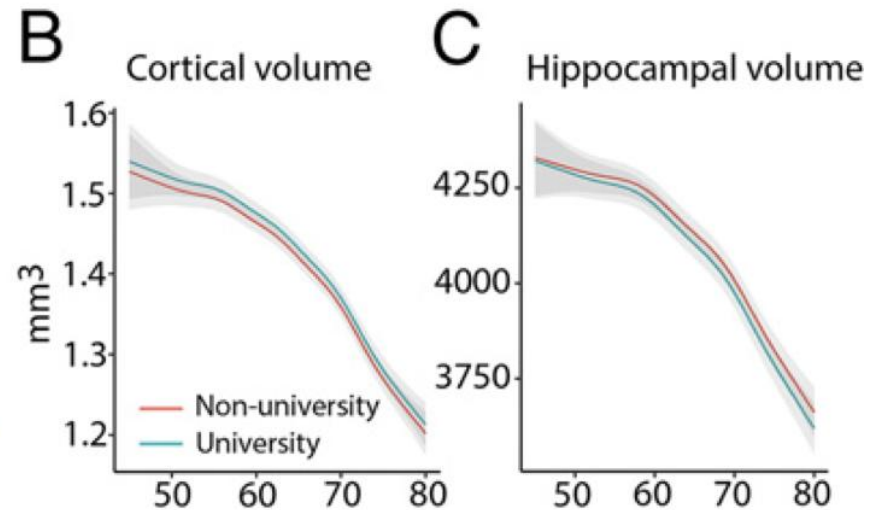 B
Cortical volume
1.6
1.5
1.4
1.3
1.2
mm3
Non-university
University
50 60 70 80
C
Hippocampal volume
4250
4000
3750
50 60 70 80